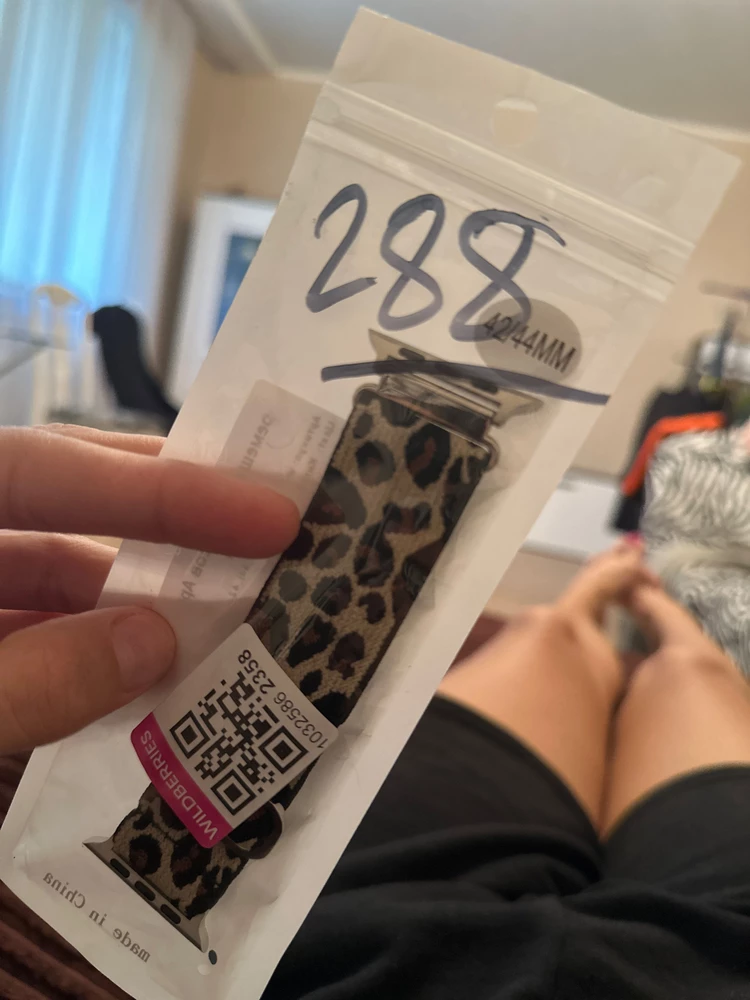 288
42/44MM
1032586 2358
WILDBERRIES
made in China